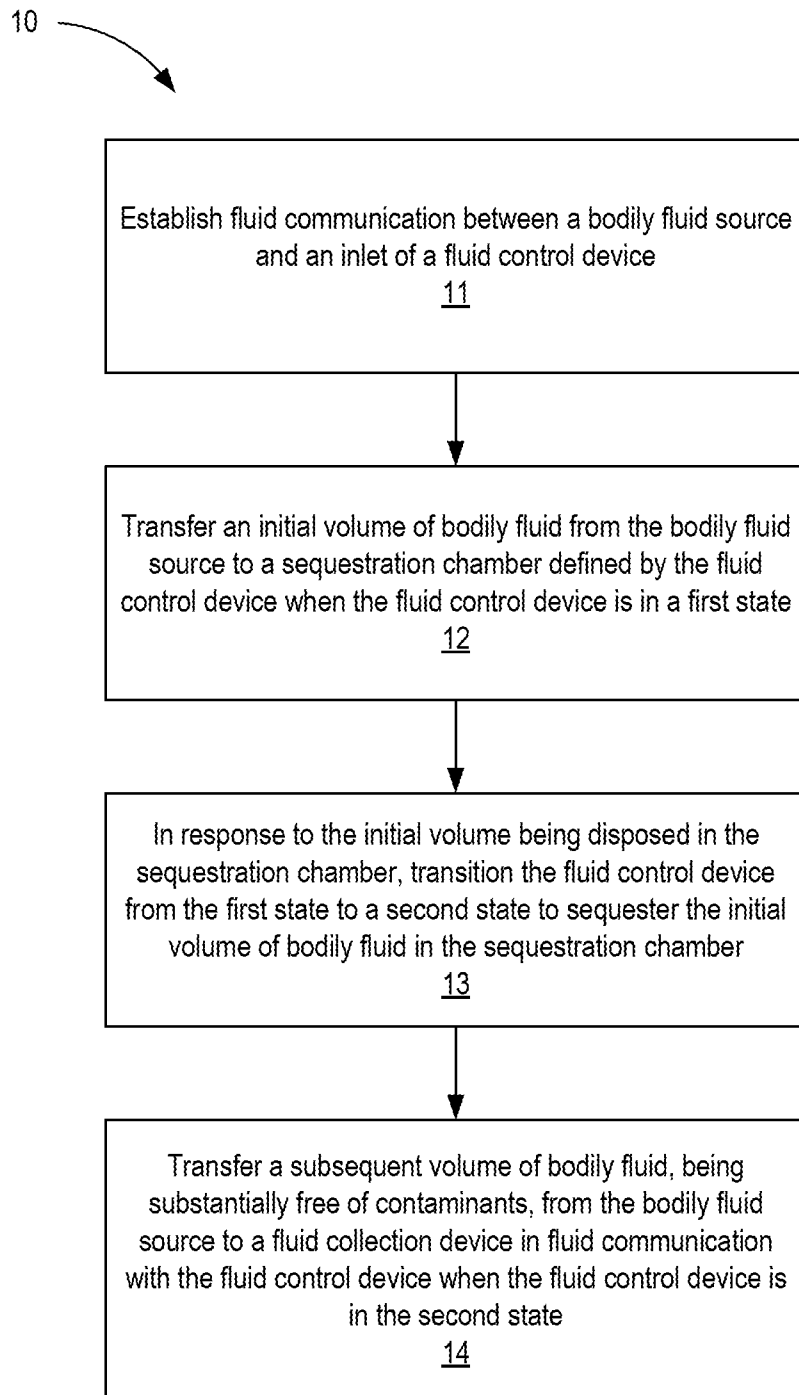 10
Establish fluid communication between a bodily fluid source
and an inlet of a fluid control device
11
Transfer an initial volume of bodily fluid from the bodily fluid
source to a sequestration chamber defined by the fluid
control device when the fluid control device is in a first state
12
In response to the initial volume being disposed in the
sequestration chamber, transition the fluid control device
from the first state to a second state to sequester the initial
volume of bodily fluid in the sequestration chamber
13
Transfer a subsequent volume of bodily fluid, being
substantially free of contaminants, from the bodily fluid
source to a fluid collection device in fluid communication
with the fluid control device when the fluid control device is
in the second state
14